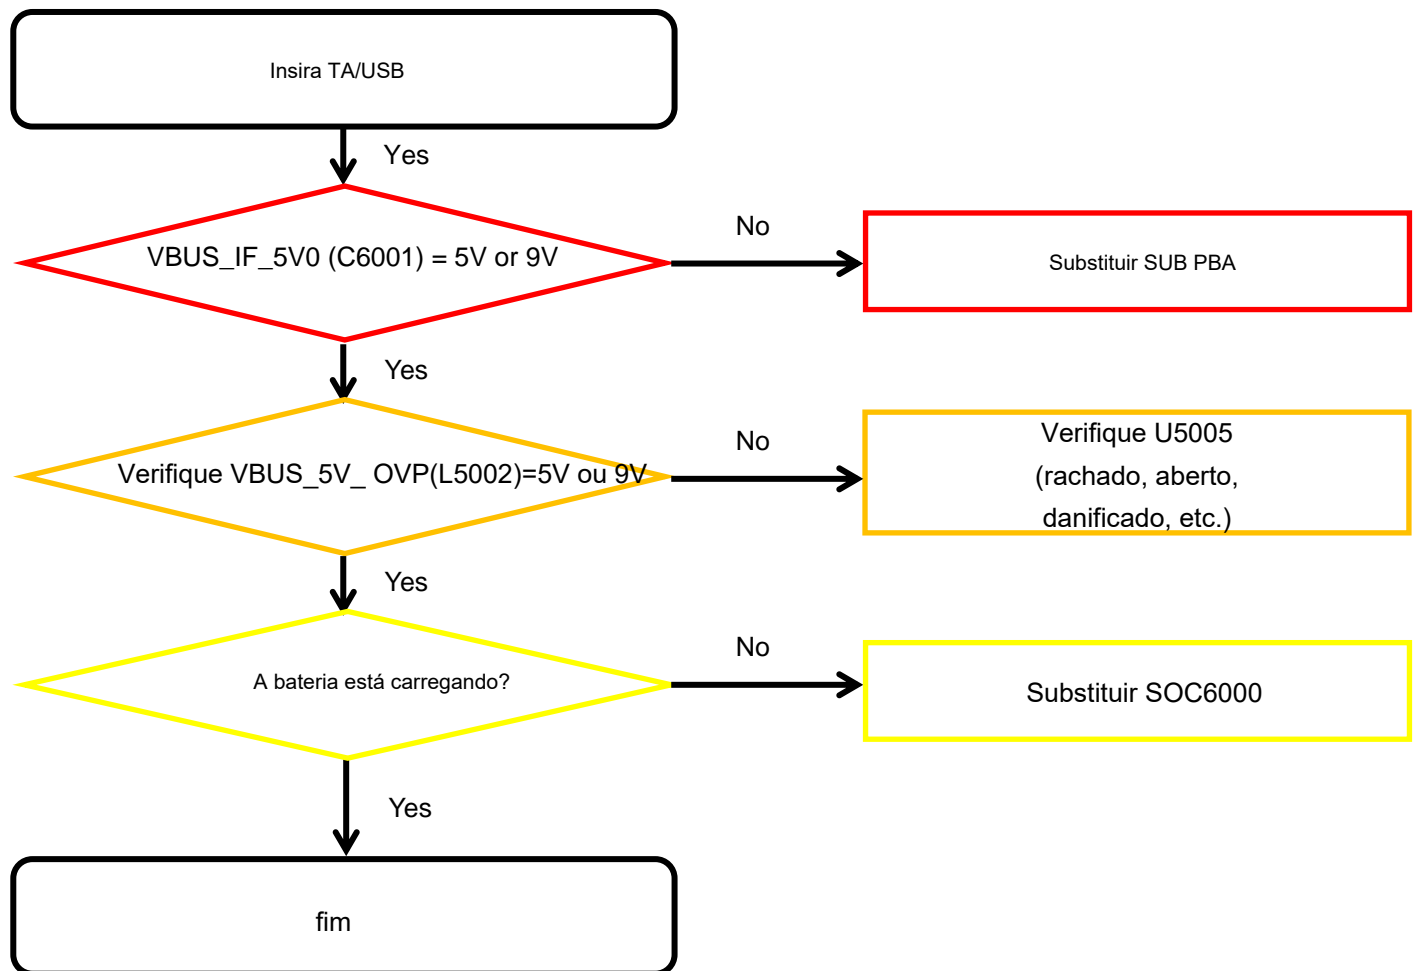 Insira TA/USB
Yes
VBUS_IF_5V0 (C6001) = 5V or 9V
No
Substituir SUB PBA
Yes
Verifique VBUS_5V_ OVP(L5002)=5V ou 9V
No
Verifique U5005
(rachado, aberto,
danificado, etc.)
Yes
A bateria está carregando?
No
Substituir SOC6000
Yes
fim